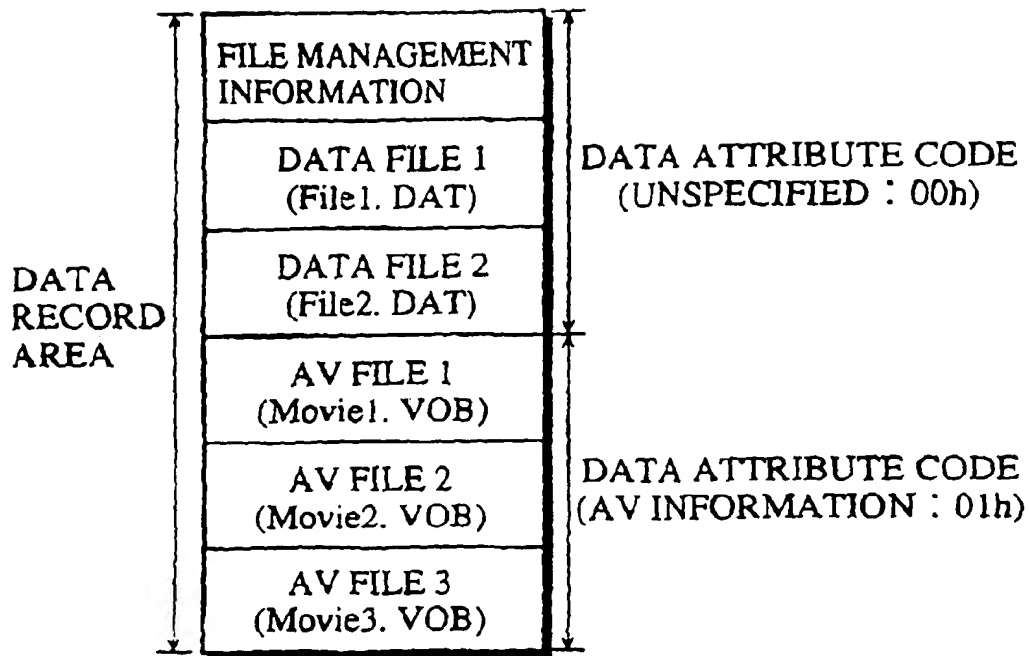 FILE MANAGEMENT
INFORMATION
DATA FILE 1
(File1. DAT)
DATA FILE 2
(File2. DAT)
AV FILE 1
(Movie1. VOB)
AV FILE 2
(Movie2. VOB)
AV FILE 3
(Movie3. VOB)
DATA
RECORD
AREA
DATA ATTRIBUTE CODE
(UNSPECIFIED : 00h)
DATA ATTRIBUTE CODE
(AV INFORMATION : 01h)